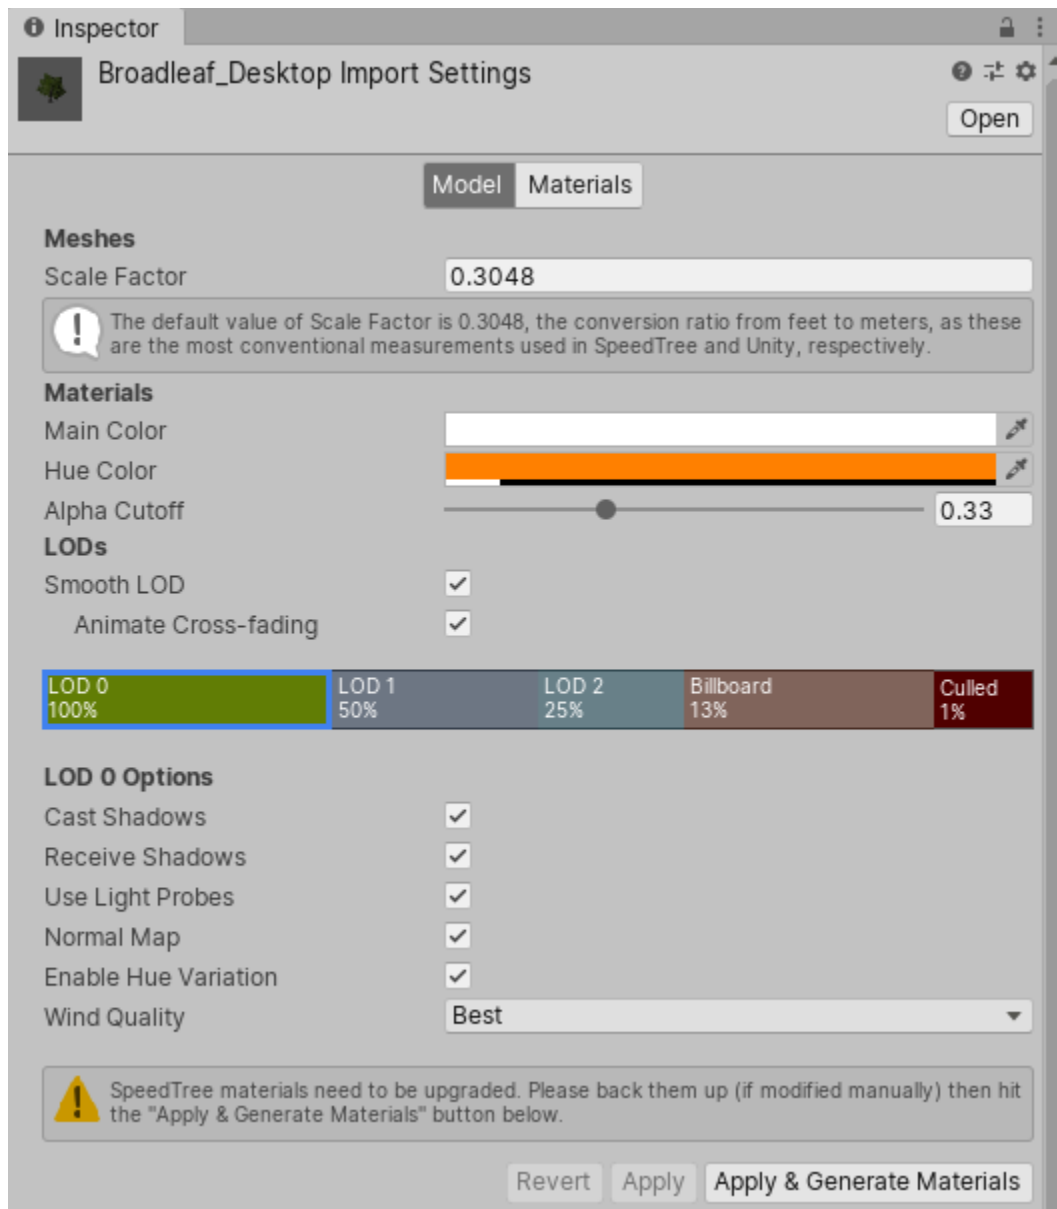 Inspector
Broadleaf_Desktop Import Settings
Open
Model Materials
Meshes
Scale Factor 0.3048
The default value of Scale Factor is 0.3048, the conversion ratio from feet to meters, as these
are the most conventional measurements used in SpeedTree and Unity, respectively.
Materials
Main Color
Hue Color
Alpha Cutoff 0.33
LODs
Smooth LOD
Animate Cross-fading
LOD 0 LOD 1 LOD 2 Billboard Culled
100% 50% 25% 13% 1%
LOD 0 Options
Cast Shadows
Receive Shadows
Use Light Probes
Normal Map
Enable Hue Variation
Wind Quality Best
SpeedTree materials need to be upgraded. Please back them up (if modified manually) then hit
the "Apply & Generate Materials" button below.
Revert Apply Apply & Generate Materials